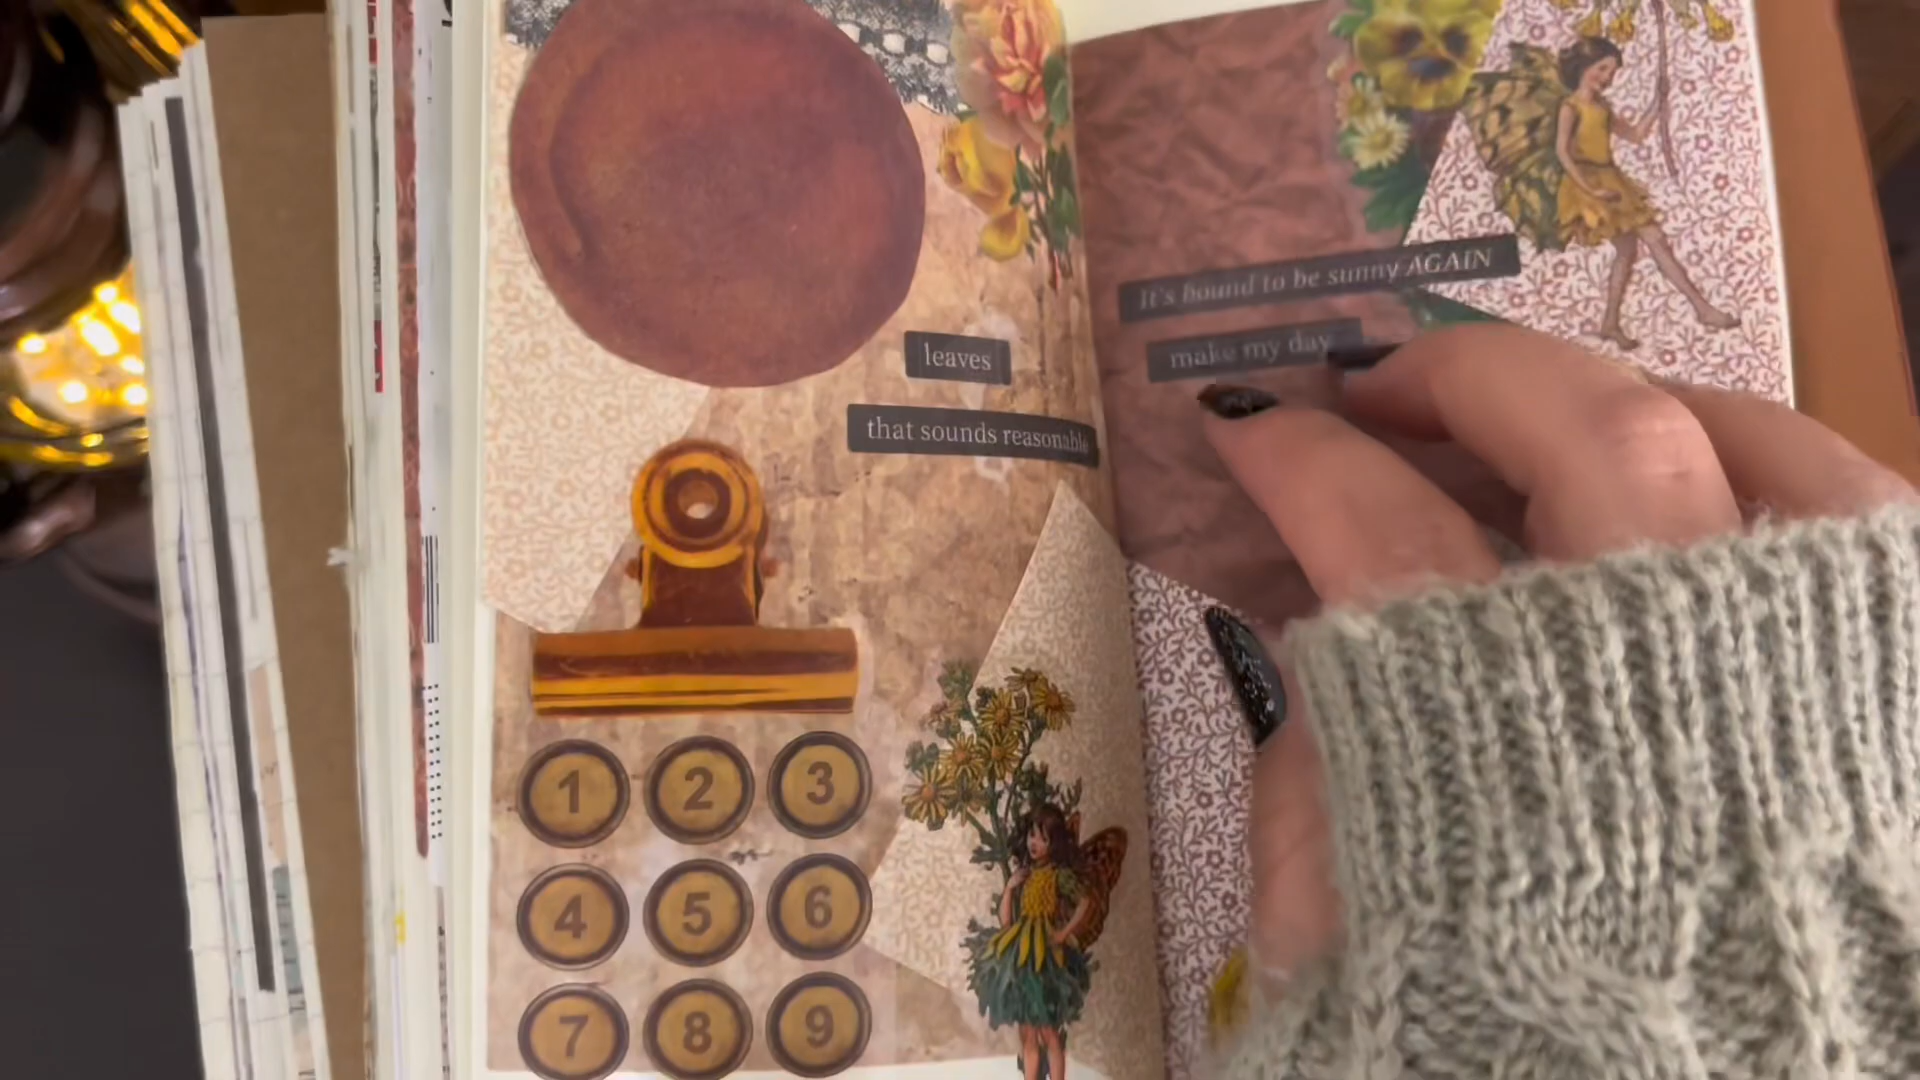 leaves
that sounds reasonable
It's bound to be sunny AGAIN
make my day
1 2 3
4 5 6
7 8 9